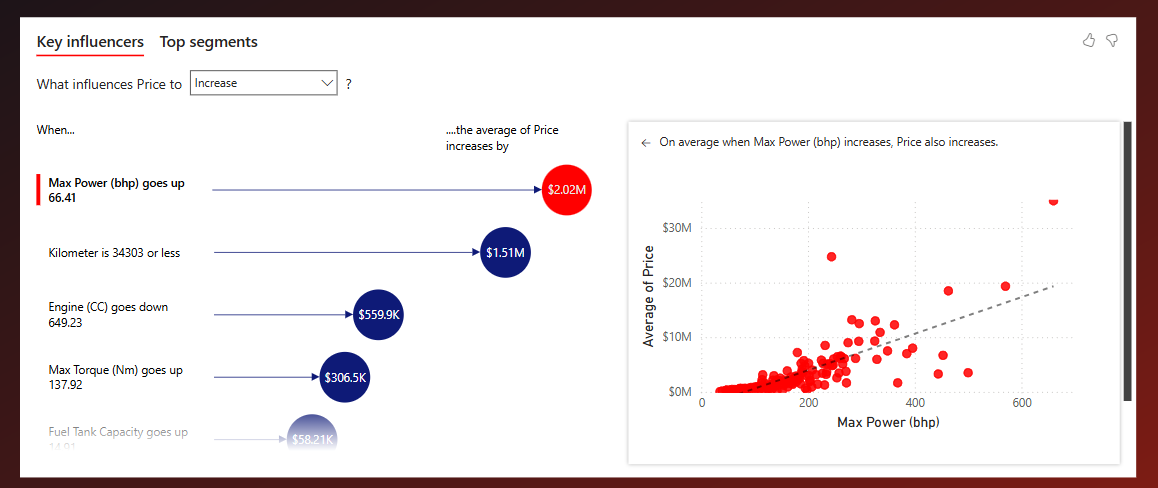 Key influencers Top segments
What influences Price to Increase ?
When...
....the average of Price
increases by
Max Power (bhp) goes up
66.41
$2.02M
Kilometer is 34303 or less
$1.51M
Engine (CC) goes down
649.23
$559.9K
Max Torque (Nm) goes up
137.92
$306.5K
Fuel Tank Capacity goes up
14.91
$58.21K
On average when Max Power (bhp) increases, Price also increases.
Average of Price
$30M
$20M
$10M
$0M
0 200 400 600
Max Power (bhp)